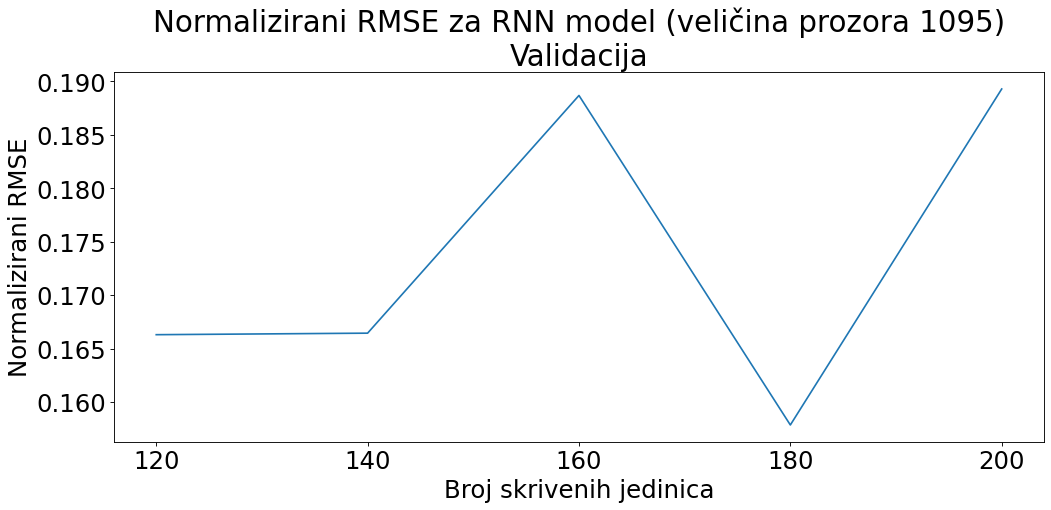 Normalizirani RMSE za RNN model (veličina prozora 1095)
Validacija
Normalizirani RMSE
0.190
0.185
0.180
0.175
0.170
0.165
0.160
120 140 160 180 200
Broj skrivenih jedinica